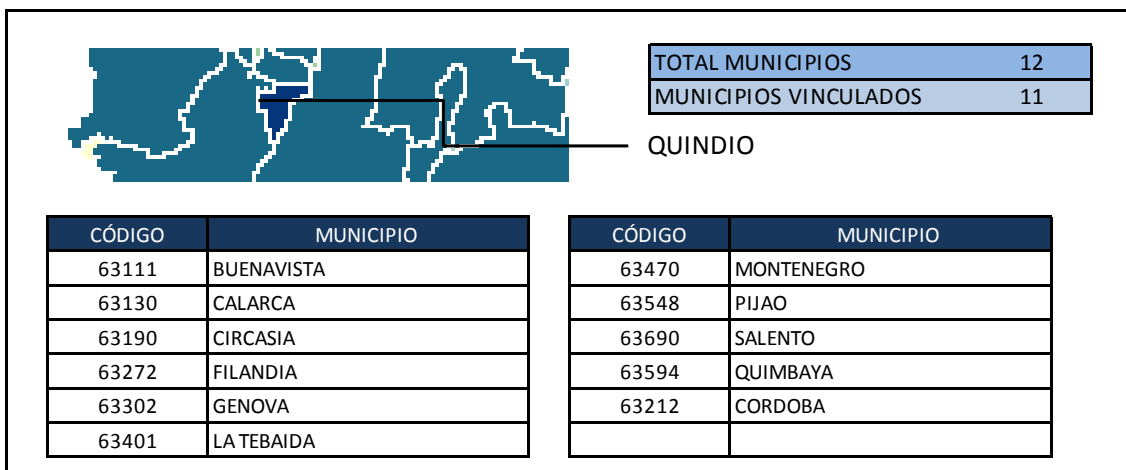 TOTAL MUNICIPIOS 12
MUNICIPIOS VINCULADOS 11
QUINDIO
CÓDIGO MUNICIPIO
63111 BUENAVISTA
63130 CALARCA
63190 CIRCASIA
63272 FILANDIA
63302 GENOVA
63401 LA TEBAIDA
CÓDIGO MUNICIPIO
63470 MONTENEGRO
63548 PIJAO
63690 SALENTO
63594 QUIMBAYA
63212 CORDOBA